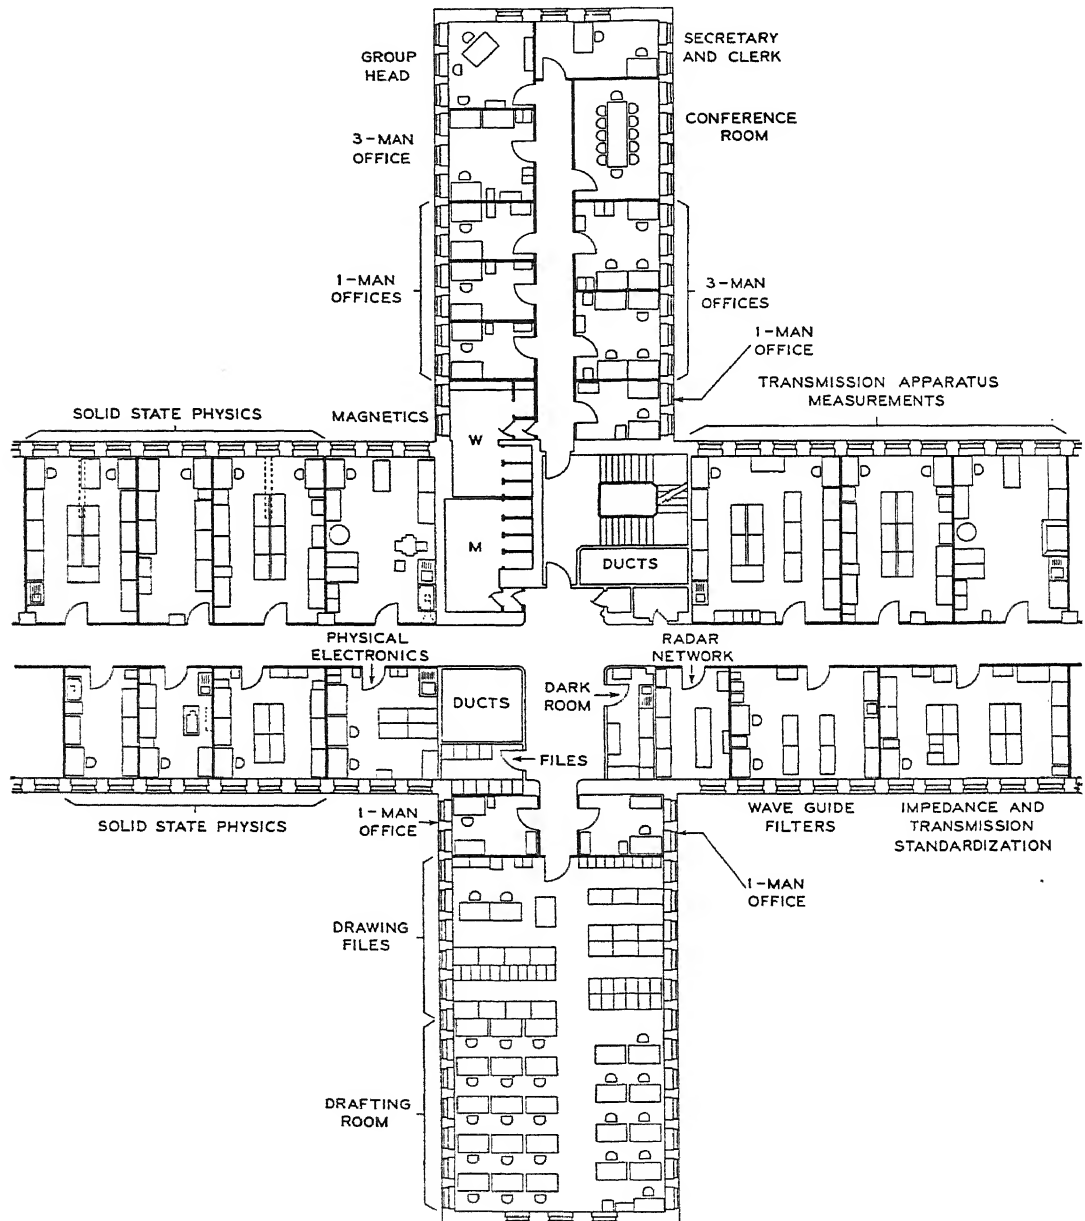 GROUP
HEAD
SECRETARY
AND CLERK
3-MAN
OFFICE
CONFERENCE
ROOM
1-MAN
OFFICES
3-MAN
OFFICES
1-MAN
OFFICE
TRANSMISSION APPARATUS
MEASUREMENTS
SOLID STATE PHYSICS
MAGNETICS
W
M
DUCTS
PHYSICAL
ELECTRONICS
RADAR
NETWORK
DUCTS
DARK
ROOM
FILES
SOLID STATE PHYSICS
1-MAN
OFFICE
WAVE GUIDE
FILTERS
IMPEDANCE AND
TRANSMISSION
STANDARDIZATION
1-MAN
OFFICE
DRAWING
FILES
DRAFTING
ROOM